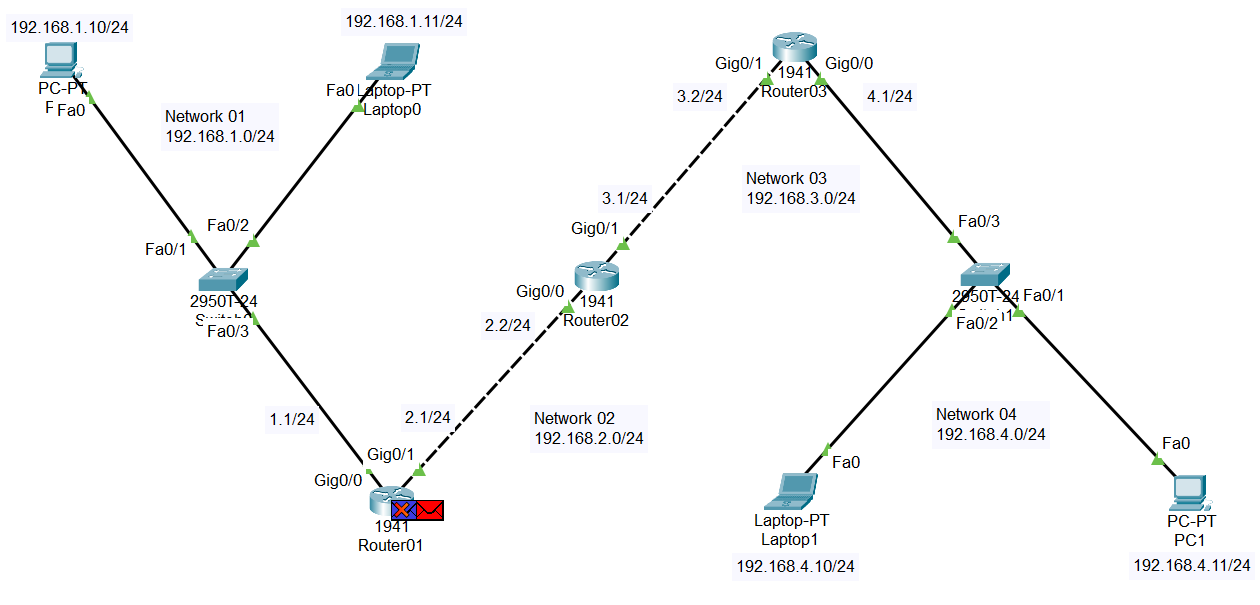 192.168.1.10/24
192.168.1.11/24
PC-PT
Fa0
Fa0
Laptop-PT
Laptop0
Network 01
192.168.1.0/24
Fa0/1
Fa0/2
2950T-24
Fa0/3
1.1/24
2.1/24
Gig0/1
Gig0/0
1941
Router01
Network 02
192.168.2.0/24
2.2/24
Gig0/0
1941
Router02
Gig0/1
3.1/24
3.2/24
Gig0/1
Gig0/0
1941
Router03
4.1/24
Network 03
192.168.3.0/24
Fa0/3
2950T-24
Fa0/1
Fa0/2
Network 04
192.168.4.0/24
Fa0
Laptop-PT
Laptop1
192.168.4.10/24
Fa0
PC-PT
PC1
192.168.4.11/24